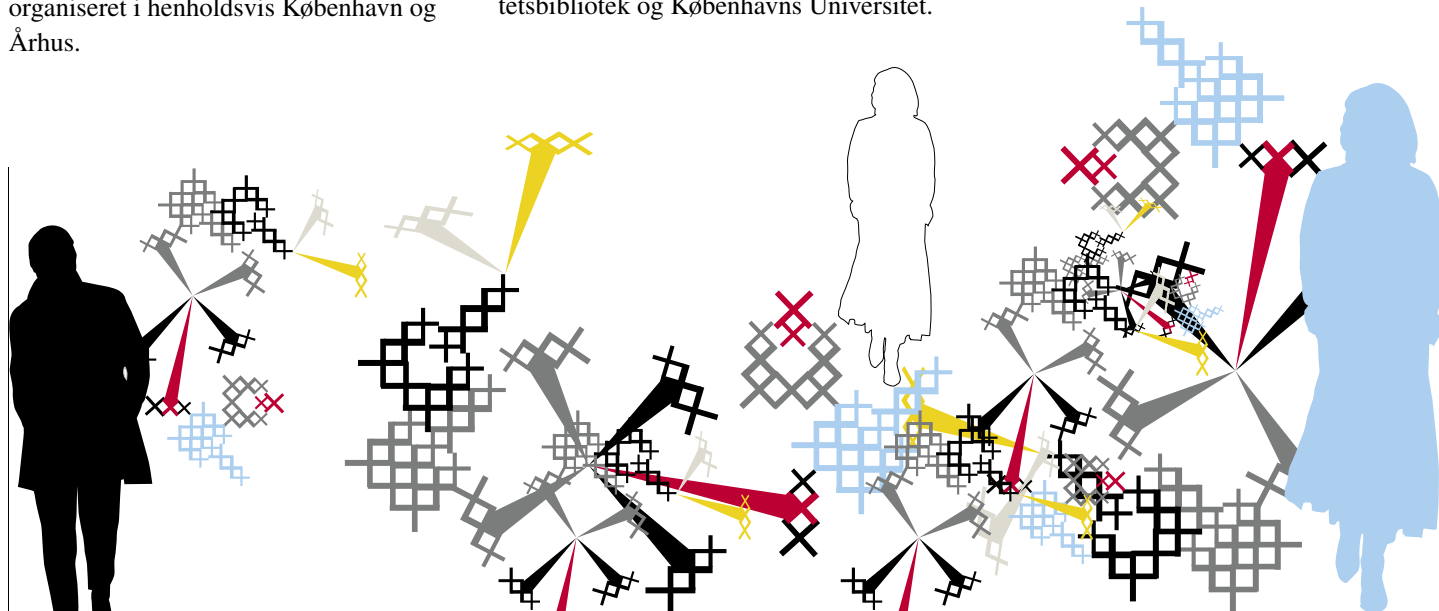 organiseret i henholdsvis København og
Århus.
tetsbibliotek og Københavns Universitet.